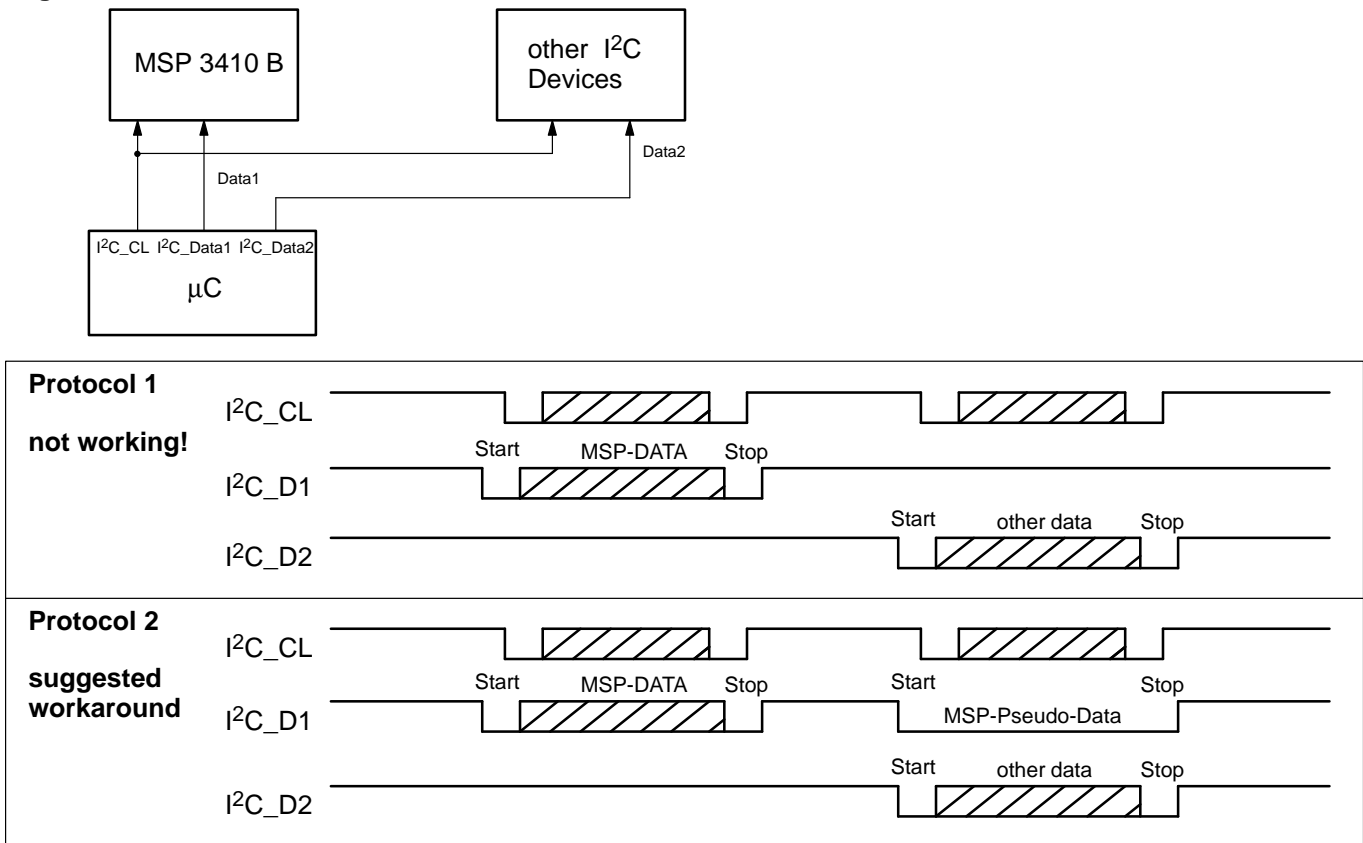 MSP 3410 B
other I2C
Devices
Data1
Data2
I2C_CL I2C_Data1 I2C_Data2
μC
Protocol 1
not working!
I2C_CL
Start MSP-DATA Stop
I2C_D1
Start other data Stop
I2C_D2
Protocol 2
suggested
workaround
I2C_CL
Start MSP-DATA Stop Start Stop
I2C_D1
MSP-Pseudo-Data
Start other data Stop
I2C_D2